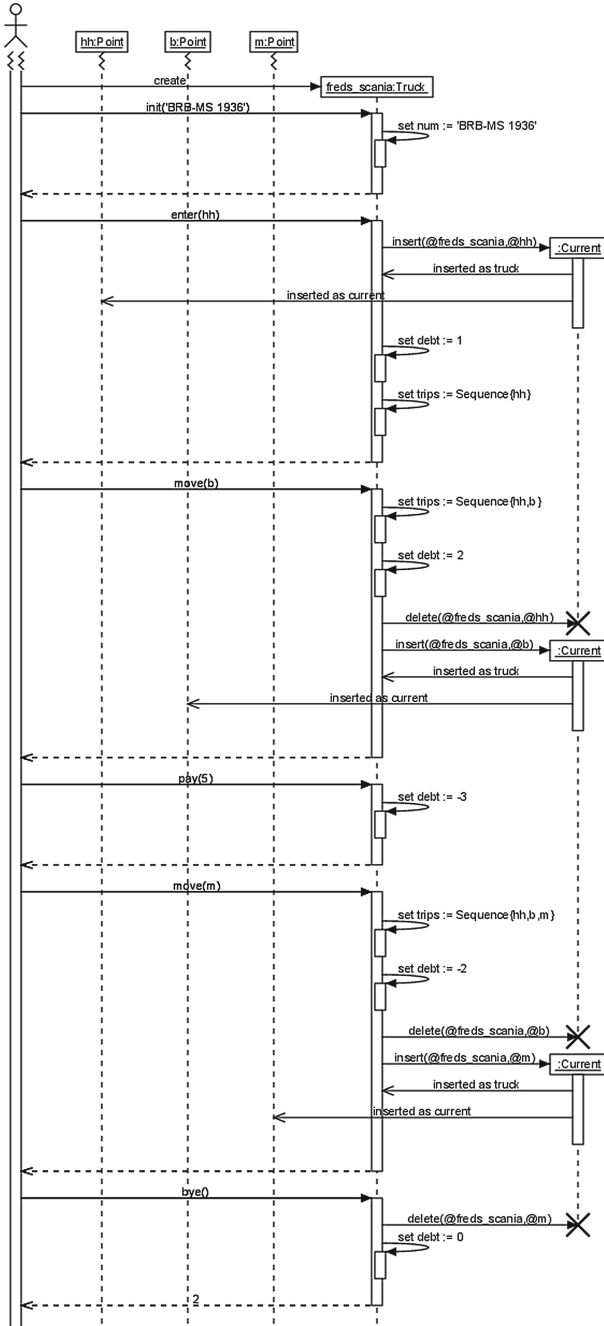 hh:Point b:Point m:Point
create
freds_scania:Truck
init('BRB-MS 1936')
set num := 'BRB-MS 1936'
enter(hh)
insert(@freds_scania,@hh)
:Current
inserted as truck
inserted as current
set debt := 1
set trips := Sequence{hh}
move(b)
set trips := Sequence{hh,b}
set debt := 2
delete(@freds_scania,@hh)
insert(@freds_scania,@b)
:Current
inserted as truck
inserted as current
pay(5)
set debt := -3
move(m)
set trips := Sequence{hh,b,m}
set debt := -2
delete(@freds_scania,@b)
insert(@freds_scania,@m)
:Current
inserted as truck
inserted as current
bye()
delete(@freds_scania,@m)
set debt := 0
2